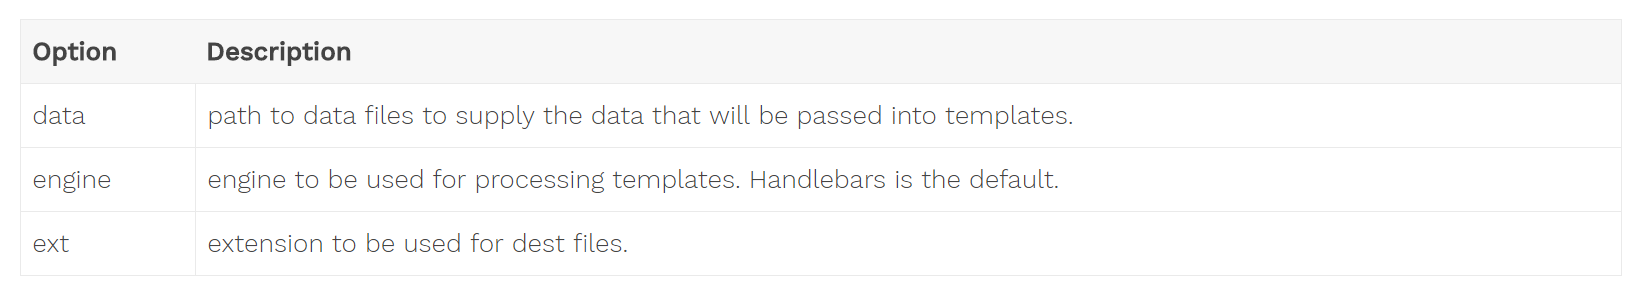 Option Description
data path to data files to supply the data that will be passed into templates.
engine engine to be used for processing templates. Handlebars is the default.
ext extension to be used for dest files.